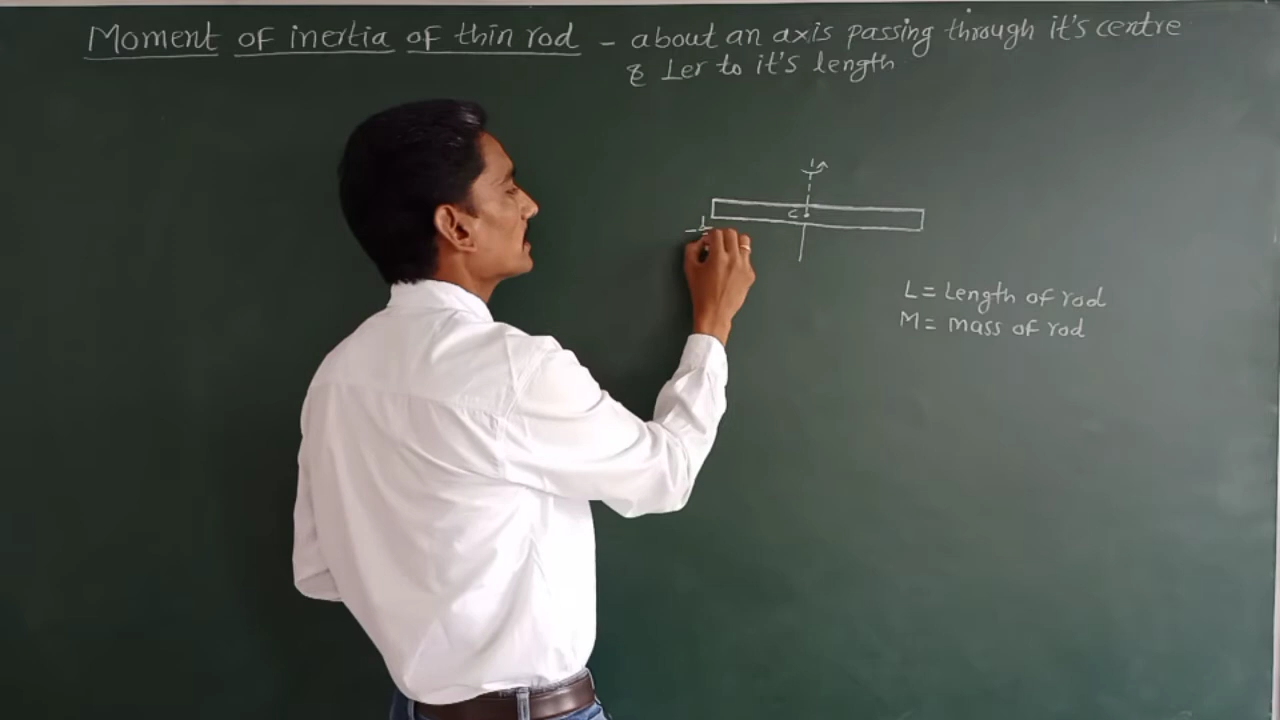 Moment of inertia of thin rod - about an axis passing through it's centre
& ⊥er to it's length
C
-L
L = Length of rod
M = mass of rod